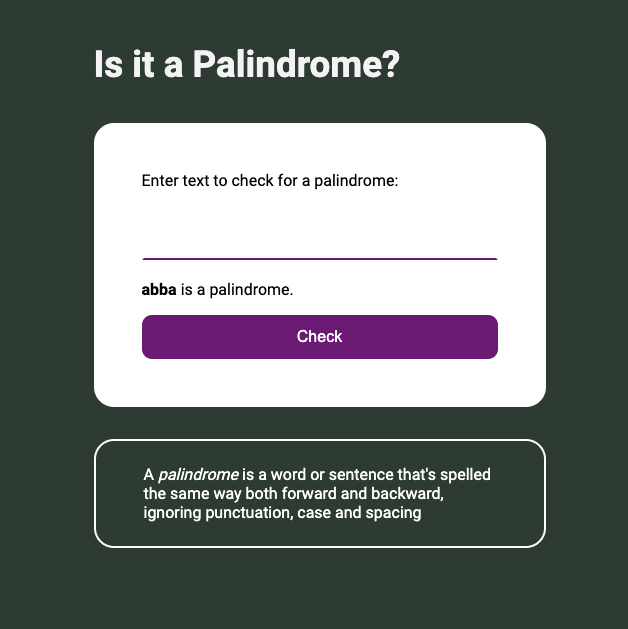 Is it a Palindrome?
Enter text to check for a palindrome:
abba is a palindrome.
Check
A palindrome is a word or sentence that's spelled
the same way both forward and backward,
ignoring punctuation, case and spacing